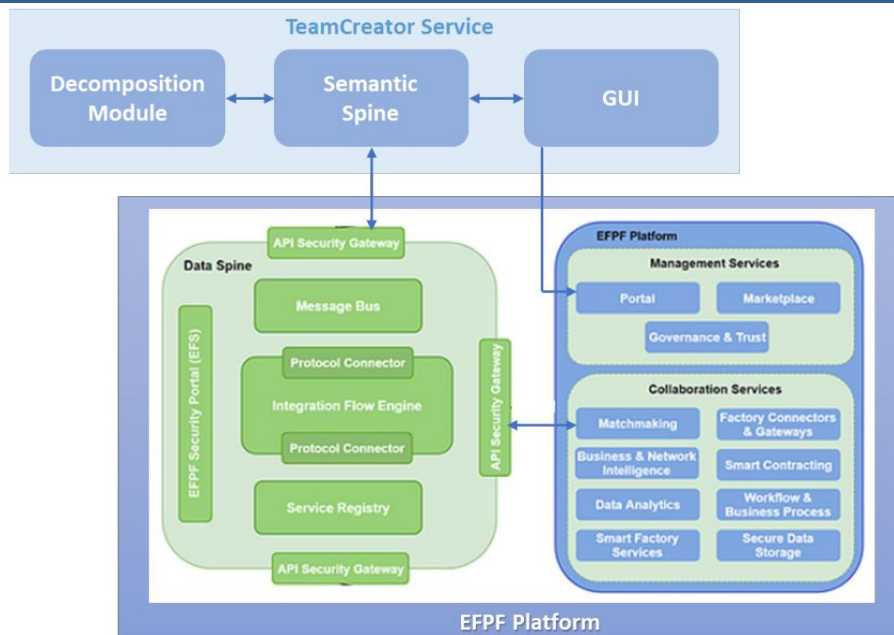 TeamCreator Service
Decomposition
Module
Semantic
Spine
GUI
API Security Gateway
Data Spine
Message Bus
EFPF Security Portal (EFS)
Protocol Connector
Integration Flow Engine
Protocol Connector
Service Registry
API Security Gateway
API Security Gateway
EFPF Platform
Management Services
Portal
Marketplace
Governance & Trust
Collaboration Services
Matchmaking
Factory Connectors
& Gateways
Business & Network
Intelligence
Smart Contracting
Data Analytics
Workflow &
Business Process
Smart Factory
Services
Secure Data
Storage
EFPF Platform